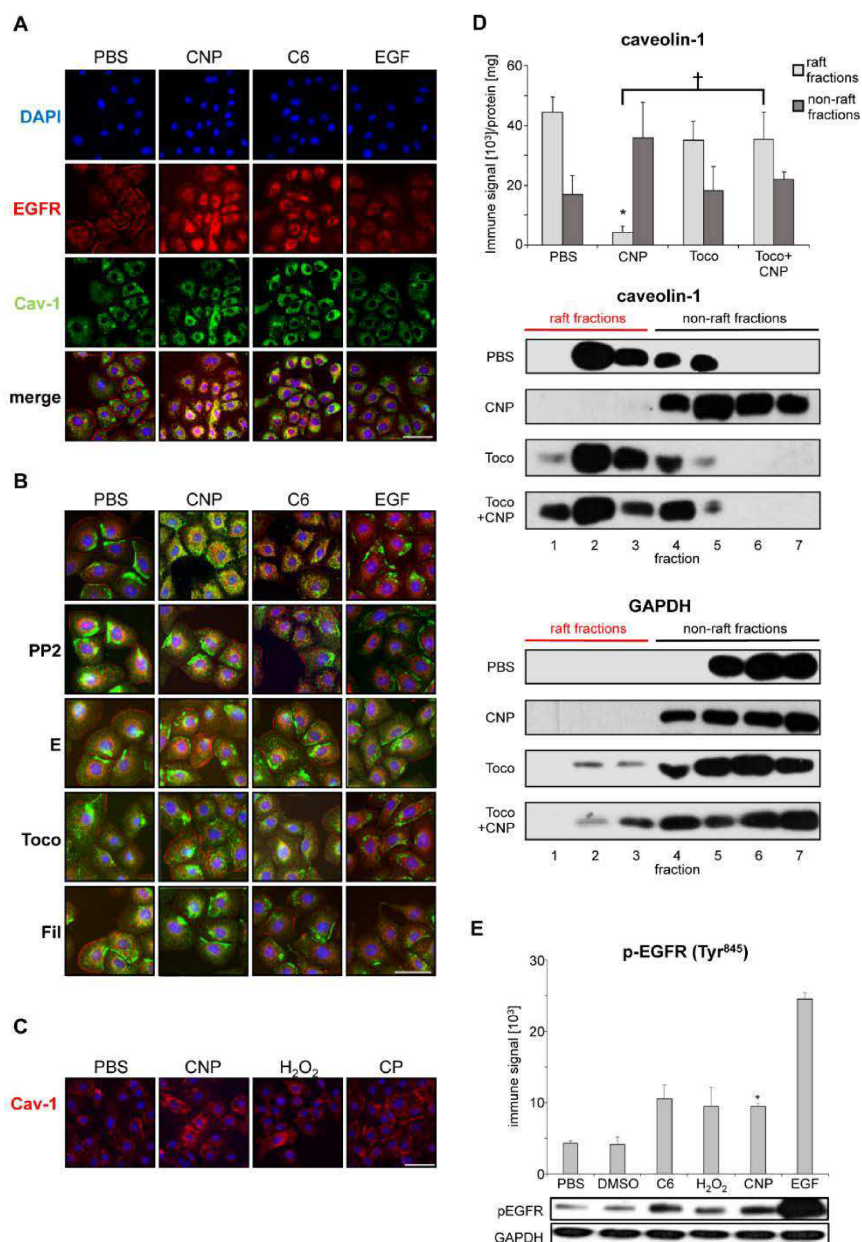 A
PBS CNP C6 EGF
DAPI
EGFR
Cav-1
merge
B
PBS CNP C6 EGF
PP2
E
Toco
Fil
C
PBS CNP H₂O₂ CP
Cav-1
D
caveolin-1
raft fractions
non-raft fractions
Immune signal [10³]/protein [mg]
60
40
20
0
†
*
PBS CNP Toco Toco+ CNP
caveolin-1
raft fractions non-raft fractions
PBS
CNP
Toco
Toco +CNP
1 2 3 4 5 6 7
fraction
GAPDH
raft fractions non-raft fractions
PBS
CNP
Toco
Toco +CNP
1 2 3 4 5 6 7
fraction
E
p-EGFR (Tyr⁸⁴⁵)
immune signal [10³]
30
20
10
0
*
PBS DMSO C6 H₂O₂ CNP EGF
pEGFR
GAPDH